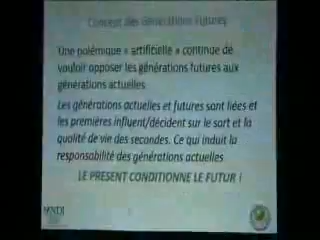 Concept des Générations Futures
Une polémique « artificielle » continue de
vouloir opposer les générations futures aux
générations actuelles
Les générations actuelles et futures sont liées et
les premières influent/décident sur le sort et la
qualité de vie des secondes. Ce qui induit la
responsabilité des générations actuelles
LE PRESENT CONDITIONNE LE FUTUR !